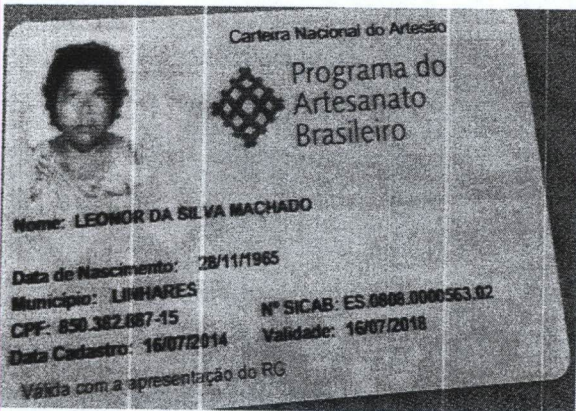 Carteira Nacional do Artesão
Programa do
Artesanato
Brasileiro
Nome: LEONOR DA SILVA MACHADO
Data de Nascimento: 28/11/1965
Município: LINHARES
CPF: 850.382.087-15
Nº SICAB: ES.0808.0000563.02
Data Cadastro: 16/07/2014
Validade: 16/07/2018
Válida com a apresentação do RG